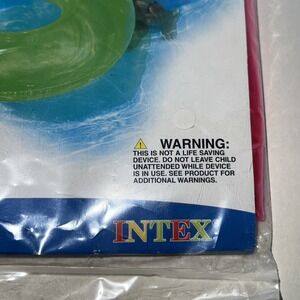 WARNING:
THIS IS NOT A LIFE SAVING
DEVICE. DO NOT LEAVE CHILD
UNATTENDED WHILE DEVICE
IS IN USE. SEE PRODUCT FOR
ADDITIONAL WARNINGS.
INTEX